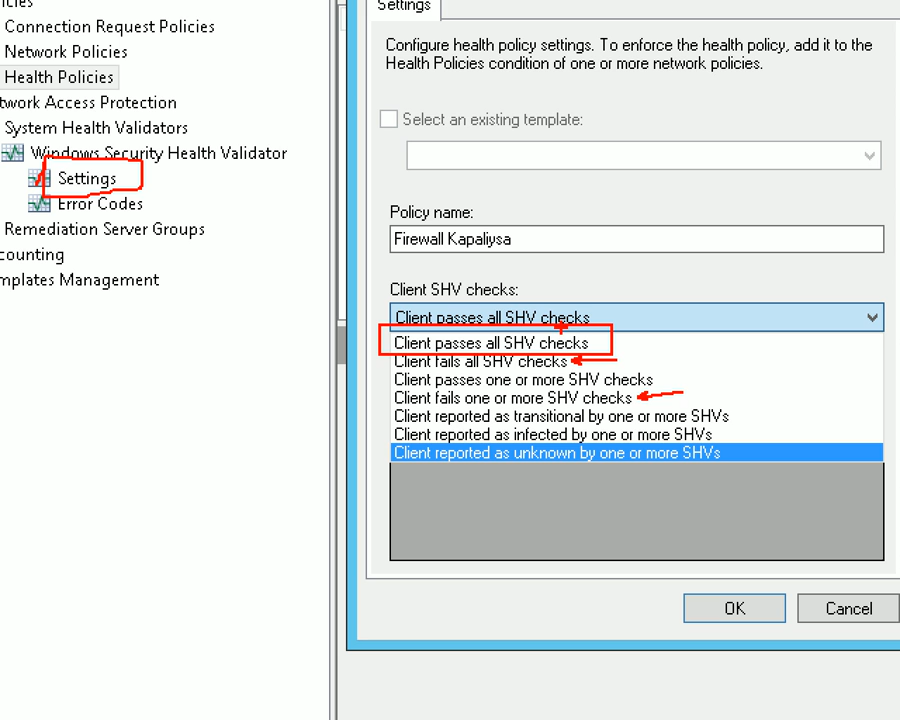 Connection Request Policies
Network Policies
Health Policies
twork Access Protection
System Health Validators
Windows Security Health Validator
Settings
Error Codes
Remediation Server Groups
counting
mplates Management
Settings
Configure health policy settings. To enforce the health policy, add it to the
Health Policies condition of one or more network policies.
Select an existing template:
Policy name:
Firewall Kapaliysa
Client SHV checks:
Client passes all SHV checks
Client passes all SHV checks
Client fails all SHV checks
Client passes one or more SHV checks
Client fails one or more SHV checks
Client reported as transitional by one or more SHVs
Client reported as infected by one or more SHVs
Client reported as unknown by one or more SHVs
OK
Cancel